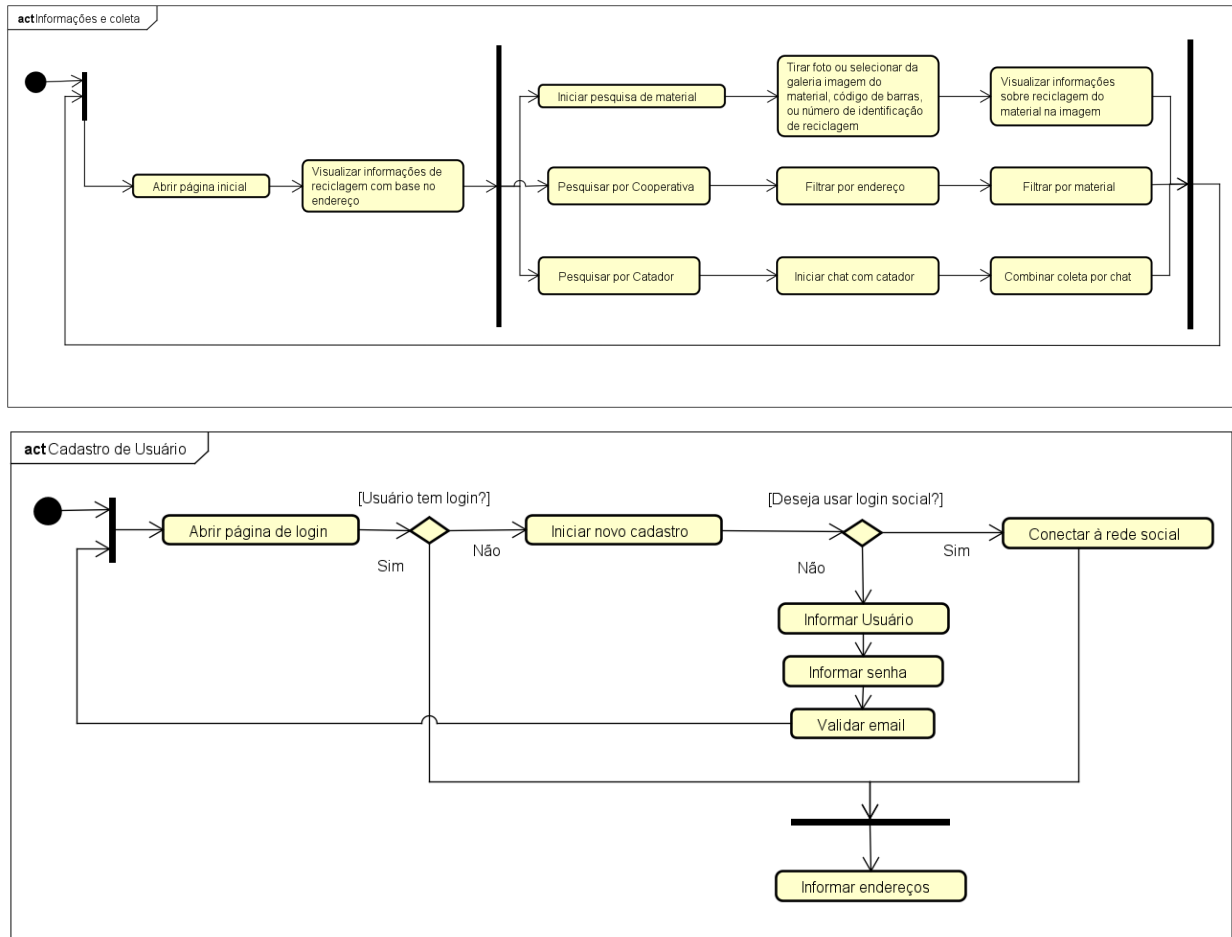 act Informações e coleta
Tirar foto ou selecionar da
galeria imagem do
material, código de barras,
ou número de identificação
de reciclagem
Visualizar informações
sobre reciclagem do
material na imagem
Iniciar pesquisa de material
Abrir página inicial
Visualizar informações de
reciclagem com base no
endereço
Pesquisar por Cooperativa
Filtrar por endereço
Filtrar por material
Pesquisar por Catador
Iniciar chat com catador
Combinar coleta por chat
act Cadastro de Usuário
[Usuário tem login?]
[Deseja usar login social?]
Abrir página de login
Iniciar novo cadastro
Conectar à rede social
Sim
Não
Não
Sim
Informar Usuário
Informar senha
Validar email
Informar endereços